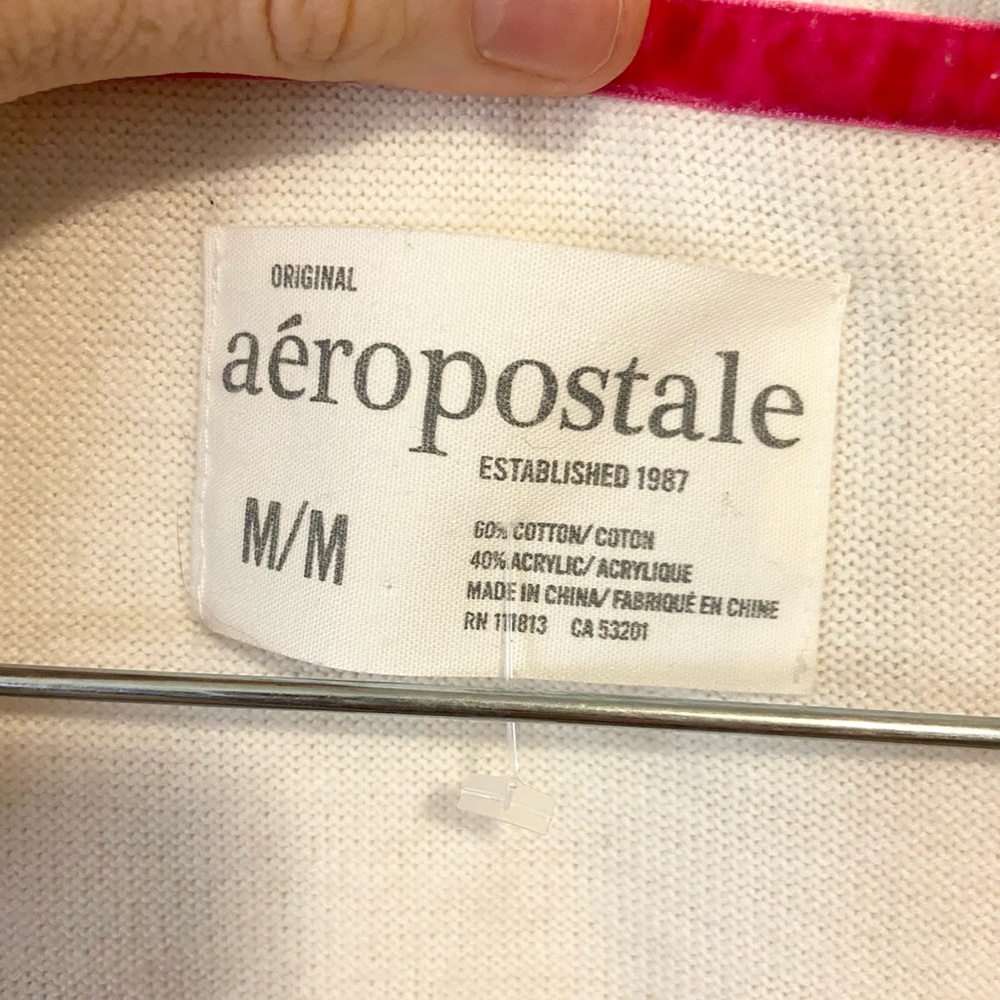 ORIGINAL
aéropostale
ESTABLISHED 1987
M/M
60% COTTON/ COTON
40% ACRYLIC/ ACRYLIQUE
MADE IN CHINA/ FABRIQUÉ EN CHINE
RN 111813 CA 53201